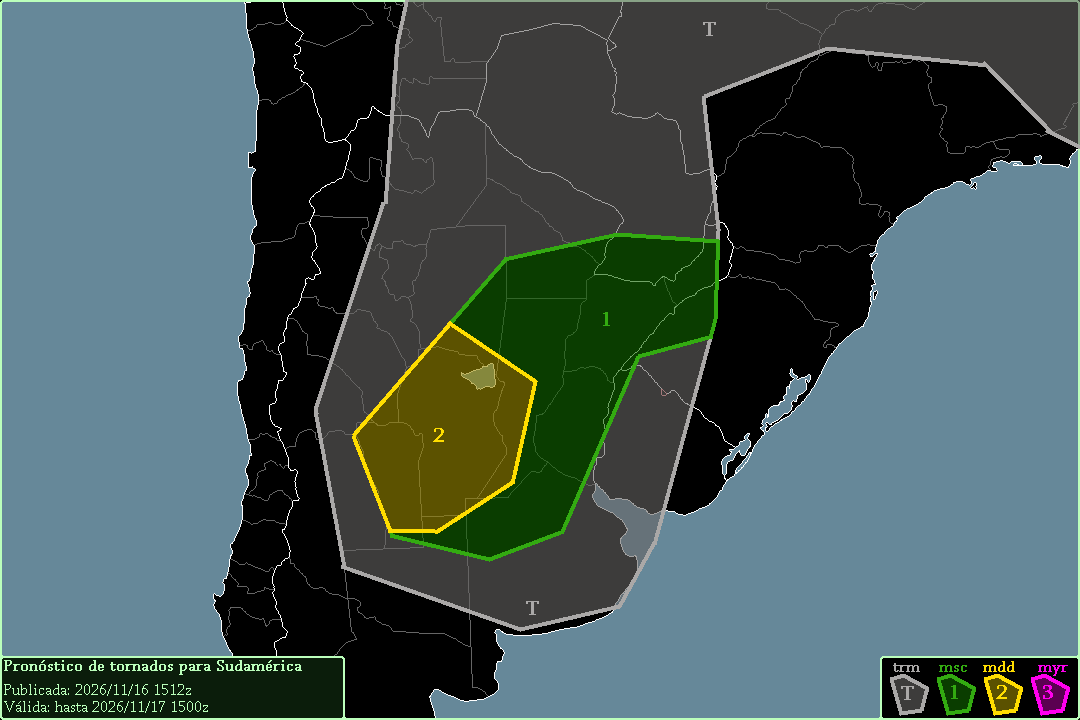 T
1
2
T
Pronóstico de tornados para Sudamérica
Publicada: 2026/11/16 1512z
Válida: hasta 2026/11/17 1500z
trm msc mdd myr
T 1 2 3